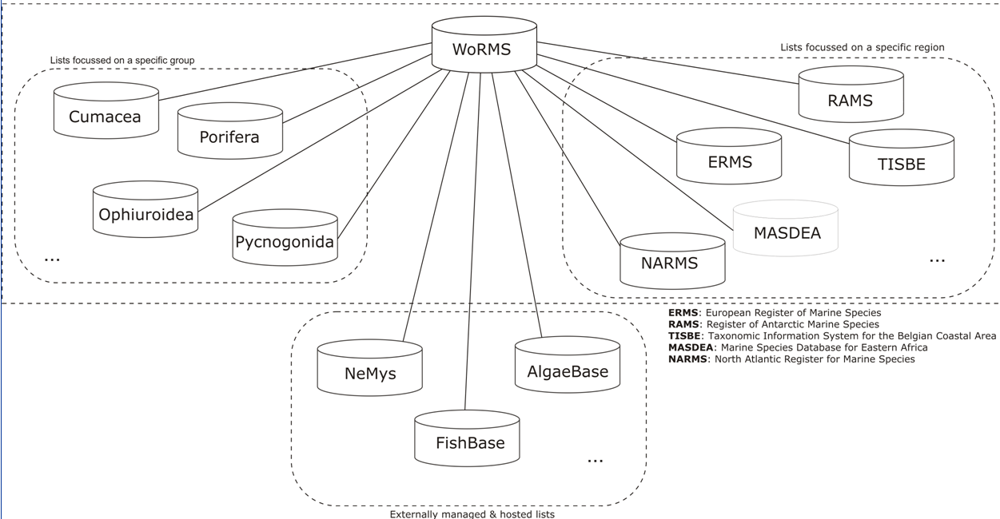 WoRMS
Lists focussed on a specific group
Cumacea
Porifera
Ophiuroidea
Pycnogonida
...
Lists focussed on a specific region
RAMS
ERMS
TISBE
MASDEA
NARMS
...
ERMS: European Register of Marine Species
RAMS: Register of Antarctic Marine Species
TISBE: Taxonomic Information System for the Belgian Coastal Area
MASDEA: Marine Species Database for Eastern Africa
NARMS: North Atlantic Register for Marine Species
NeMys
AlgaeBase
FishBase
...
Externally managed & hosted lists